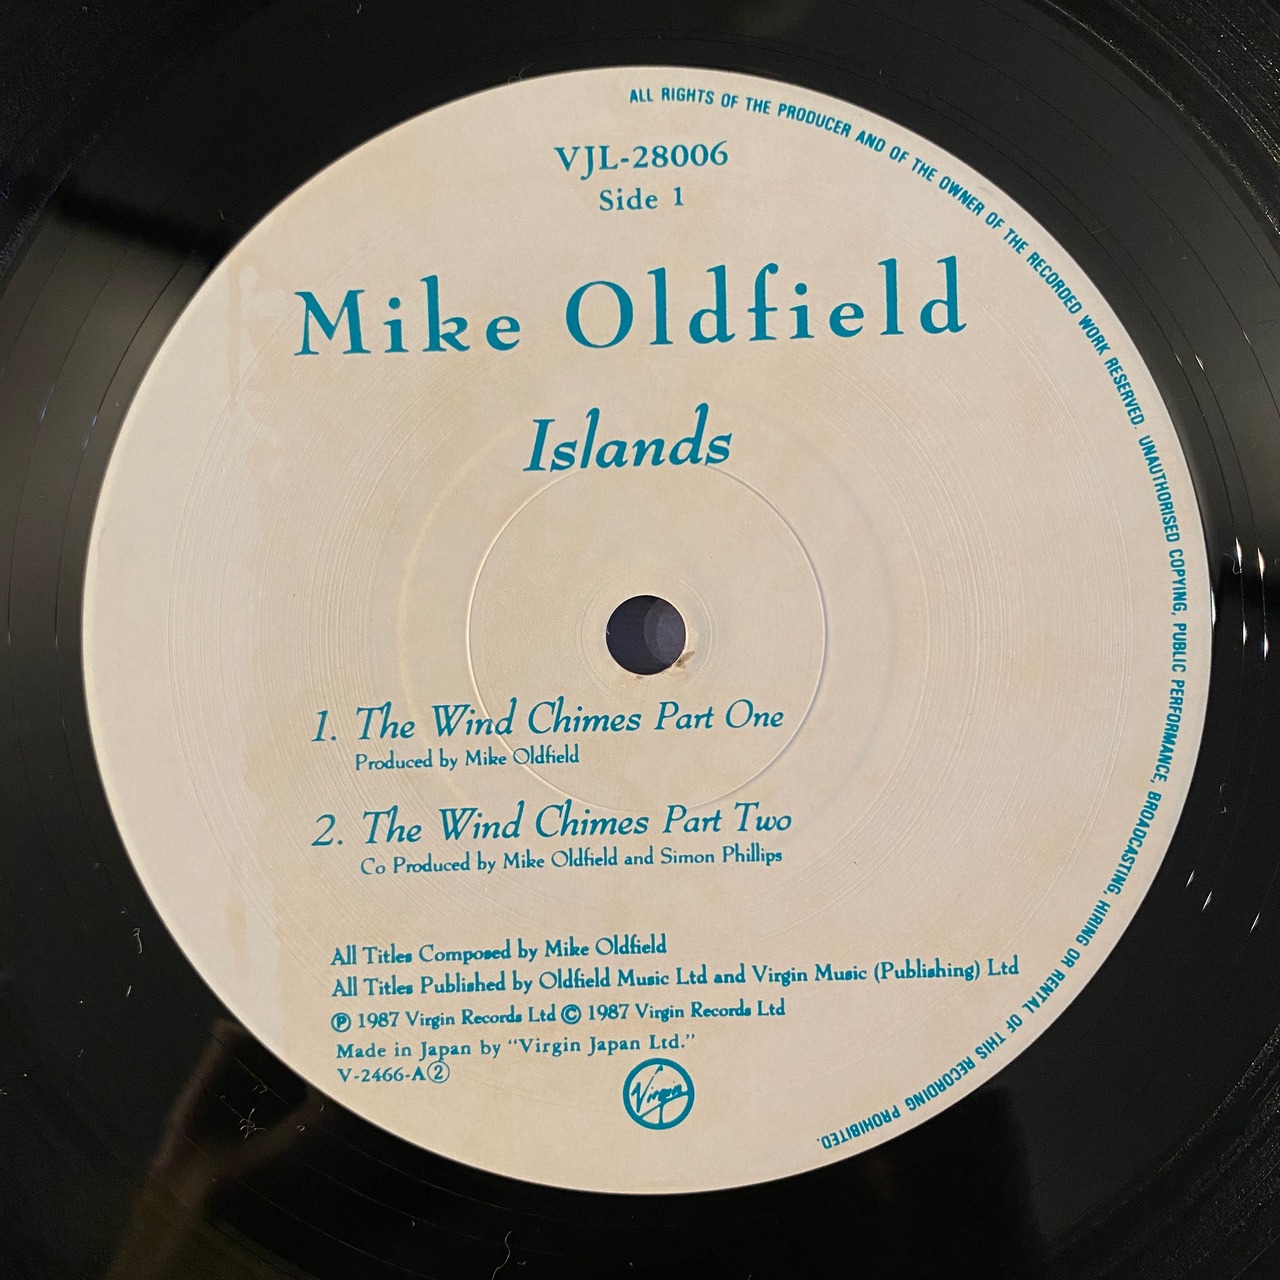 VJL-28006
Side 1
Mike Oldfield
Islands
1. The Wind Chimes Part One
Produced by Mike Oldfield
2. The Wind Chimes Part Two
Co Produced by Mike Oldfield and Simon Phillips
All Titles Composed by Mike Oldfield
All Titles Published by Oldfield Music Ltd and Virgin Music (Publishing) Ltd
Ⓟ 1987 Virgin Records Ltd © 1987 Virgin Records Ltd
Made in Japan by “Virgin Japan Ltd.”
V-2466-A②
Virgin
ALL RIGHTS OF THE PRODUCER AND OF THE OWNER OF THE RECORDED WORK RESERVED. UNAUTHORISED COPYING, PUBLIC PERFORMANCE, BROADCASTING, HIRING OR RENTAL OF THIS RECORDING PROHIBITED.